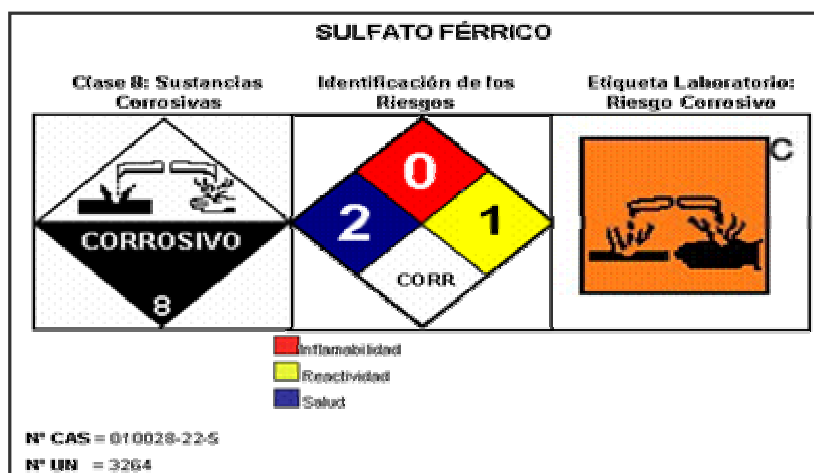 SULFATO FÉRRICO
Clase 8: Sustancias
Corrosivas
Identificación de los
Riesgos
Etiqueta Laboratorio:
Riesgo Corrosivo
CORROSIVO
8
0
2
1
CORR
C
Inflamabilidad
Reactividad
Salud
Nº CAS = 010028-22-5
Nº UN = 3264